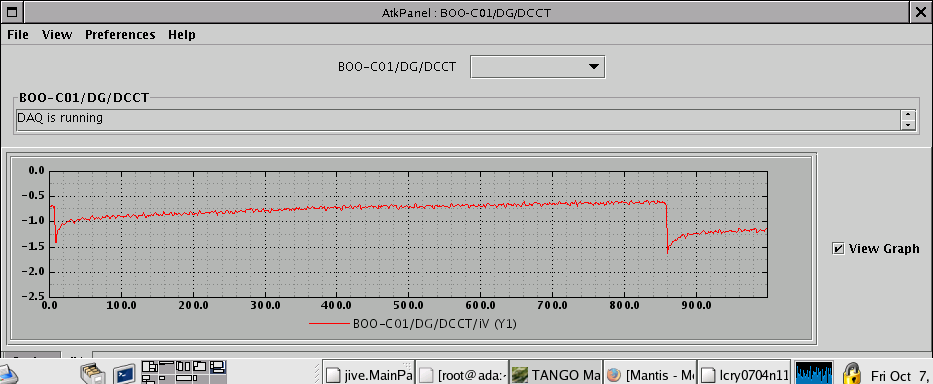 AtkPanel : BOO-C01/DG/DCCT
File View Preferences Help
BOO-C01/DG/DCCT
BOO-C01/DG/DCCT
DAQ is running
0.0
-0.5
-1.0
-1.5
-2.0
-2.5
0.0 100.0 200.0 300.0 400.0 500.0 600.0 700.0 800.0 900.0
View Graph
BOO-C01/DG/DCCT/iV (Y1)
jive.MainPa [root@ada:- TANGO Ma [Mantis - Mo lcry0704n11 Fri Oct 7,